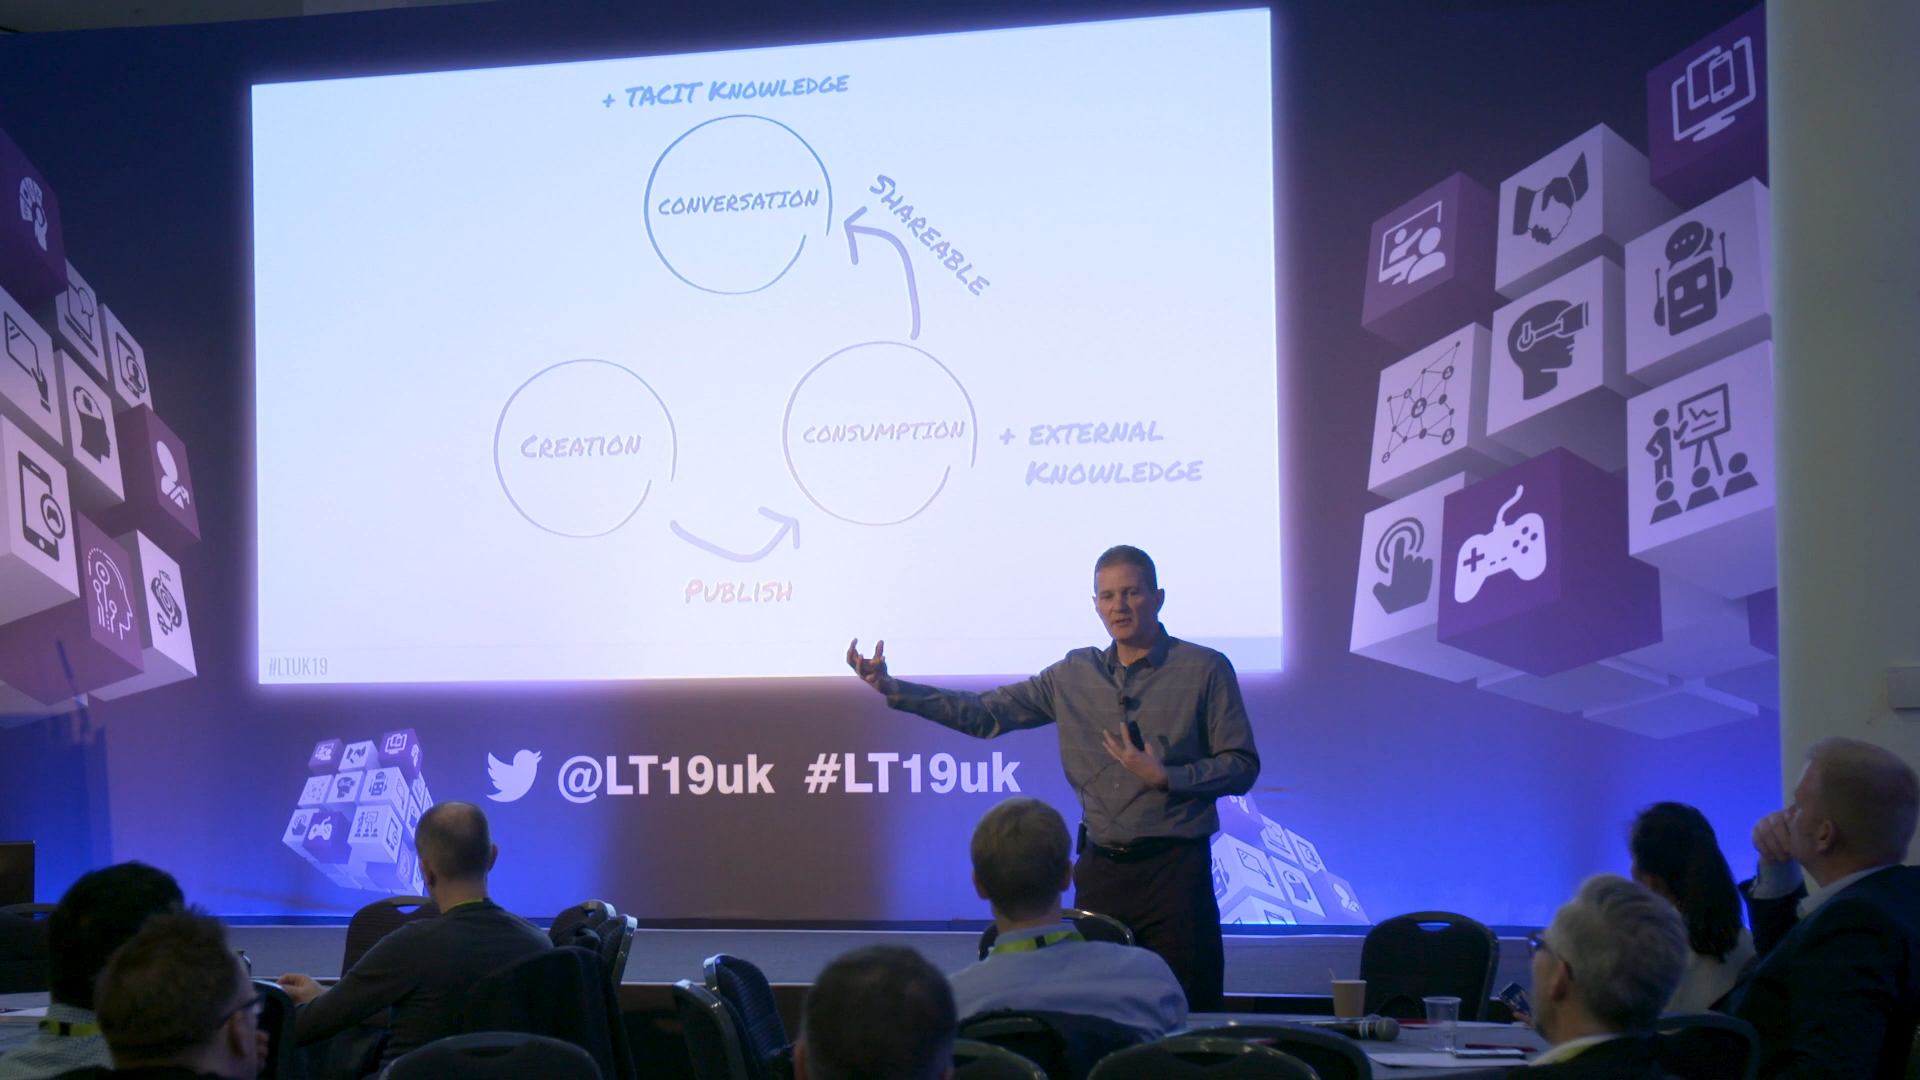 + TACIT KNOWLEDGE
CONVERSATION
SHAREABLE
CREATION
CONSUMPTION
+ EXTERNAL
KNOWLEDGE
PUBLISH
#LTUK19
@LT19uk #LT19uk